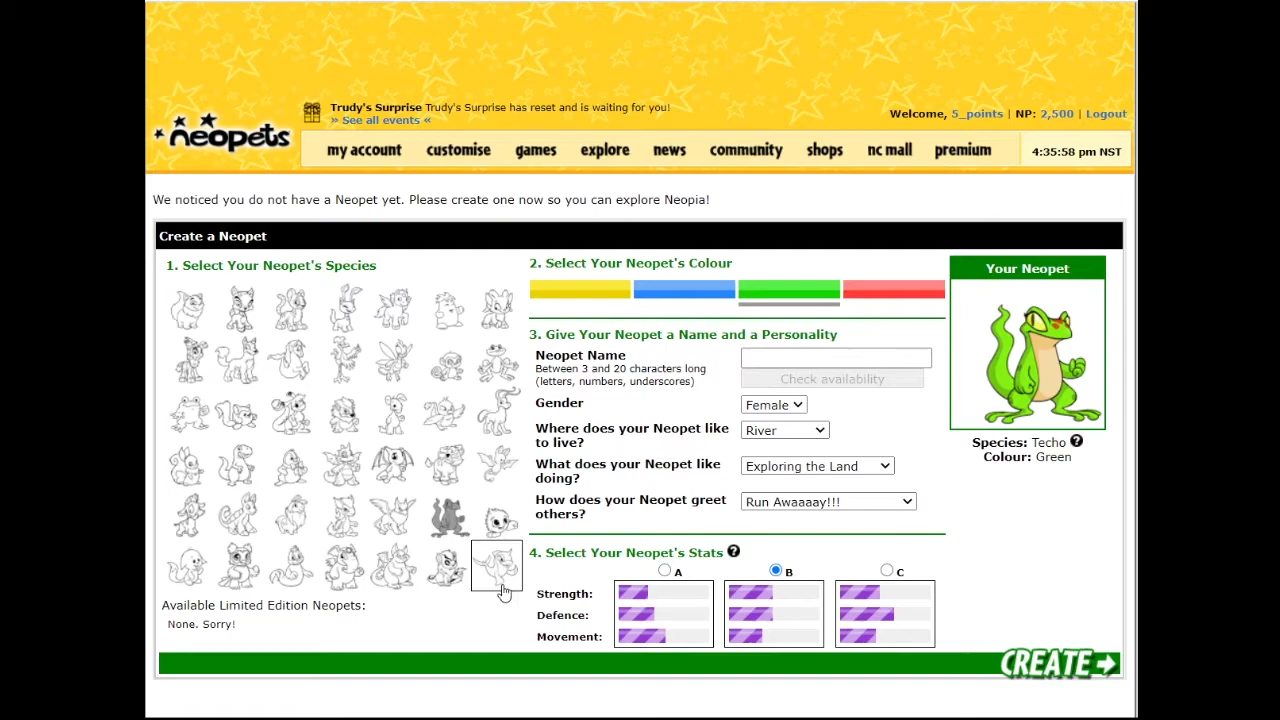 Trudy's Surprise Trudy's Surprise has reset and is waiting for you!
» See all events «
Welcome, 5_points | NP: 2,500 | Logout
neopets
my account
customise
games
explore
news
community
shops
nc mall
premium
4:35:58 pm NST
We noticed you do not have a Neopet yet. Please create one now so you can explore Neopia!
Create a Neopet
1. Select Your Neopet's Species
Available Limited Edition Neopets:
None. Sorry!
2. Select Your Neopet's Colour
3. Give Your Neopet a Name and a Personality
Neopet Name
Between 3 and 20 characters long
(letters, numbers, underscores)
Check availability
Gender
Female
Where does your Neopet like
to live?
River
What does your Neopet like
doing?
Exploring the Land
How does your Neopet greet
others?
Run Awaaaay!!!
4. Select Your Neopet's Stats ?
A
B
C
Strength:
Defence:
Movement:
Your Neopet
Species: Techo ?
Colour: Green
CREATE